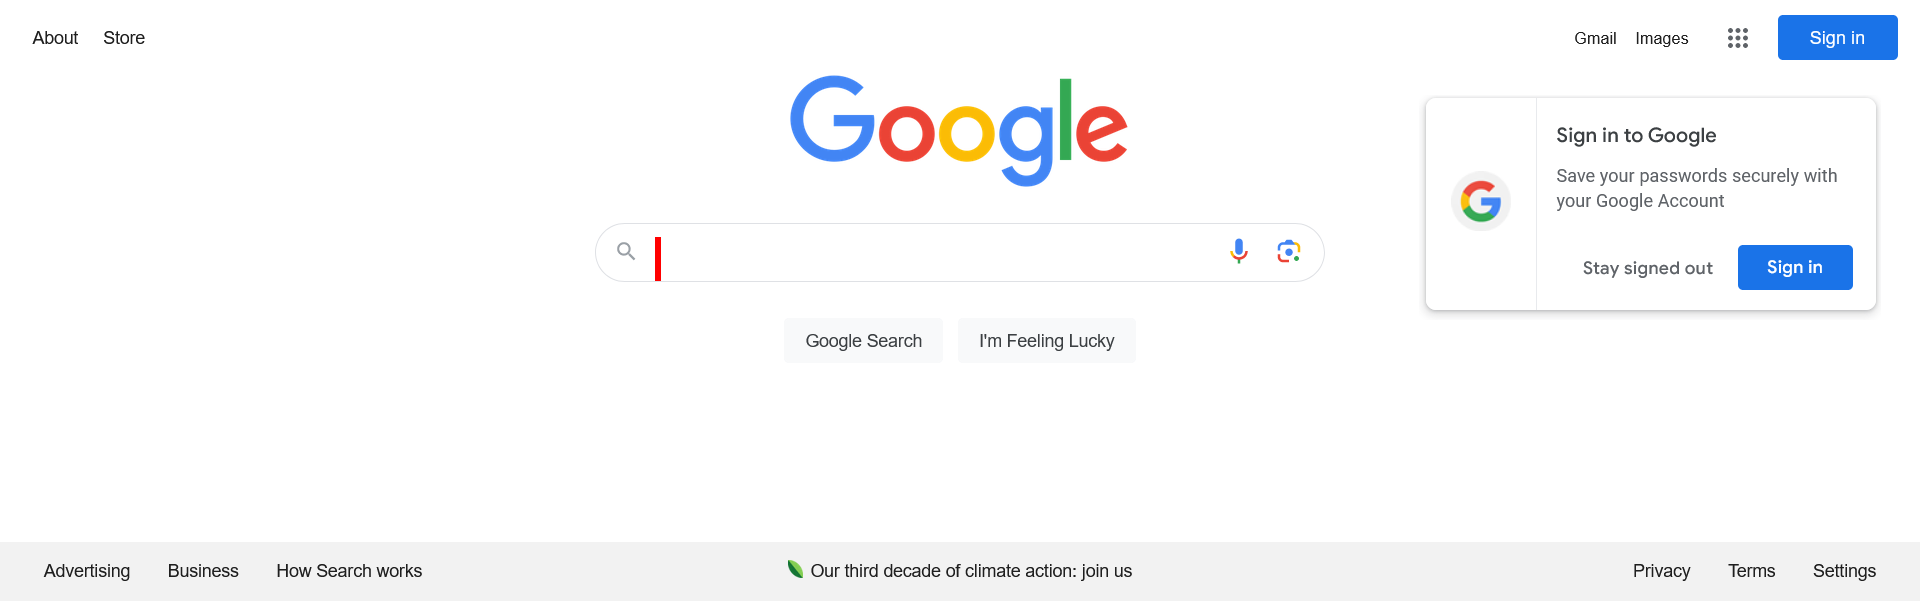 About Store
Gmail Images
Sign in
Google
Sign in to Google
Save your passwords securely with
your Google Account
Stay signed out Sign in
Google Search I'm Feeling Lucky
Advertising Business How Search works
Our third decade of climate action: join us
Privacy Terms Settings